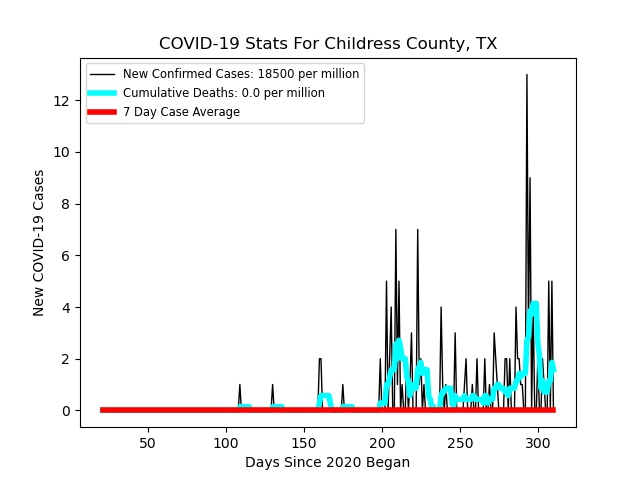 COVID-19 Stats For Childress County, TX
New Confirmed Cases: 18500 per million
Cumulative Deaths: 0.0 per million
7 Day Case Average
New COVID-19 Cases
12
10
8
6
4
2
0
50 100 150 200 250 300
Days Since 2020 Began